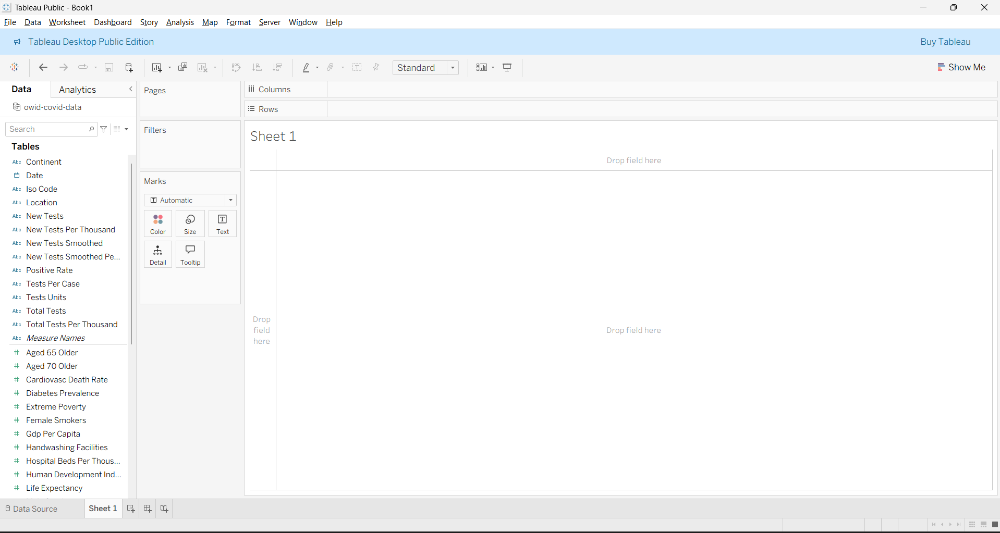 Tableau Public - Book1
File Data Worksheet Dashboard Story Analysis Map Format Server Window Help
Tableau Desktop Public Edition
Buy Tableau
Standard
Show Me
Data
Analytics
owid-covid-data
Search
Tables
Abc Continent
Date
Abc Iso Code
Abc Location
Abc New Tests
Abc New Tests Per Thousand
Abc New Tests Smoothed
Abc New Tests Smoothed Pe...
Abc Positive Rate
Abc Tests Per Case
Abc Tests Units
Abc Total Tests
Abc Total Tests Per Thousand
Abc Measure Names
# Aged 65 Older
# Aged 70 Older
# Cardiovasc Death Rate
# Diabetes Prevalence
# Extreme Poverty
# Female Smokers
# Gdp Per Capita
# Handwashing Facilities
# Hospital Beds Per Thous...
# Human Development Ind...
# Life Expectancy
Pages
Filters
Marks
T Automatic
Color
Size
T
Text
Detail
Tooltip
Columns
Rows
Sheet 1
Drop field here
Drop
field
here
Drop field here
Data Source
Sheet 1